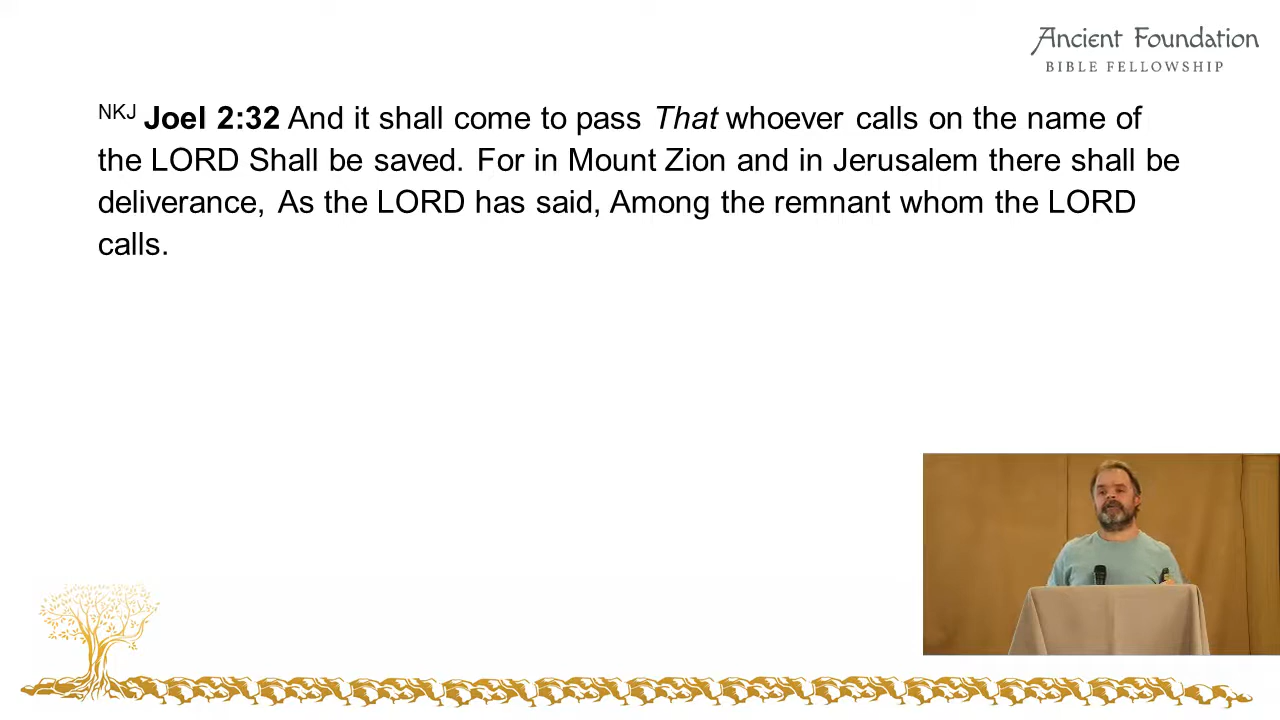 Ancient Foundation
BIBLE FELLOWSHIP
NKJ Joel 2:32 And it shall come to pass That whoever calls on the name of
the LORD Shall be saved. For in Mount Zion and in Jerusalem there shall be
deliverance, As the LORD has said, Among the remnant whom the LORD
calls.